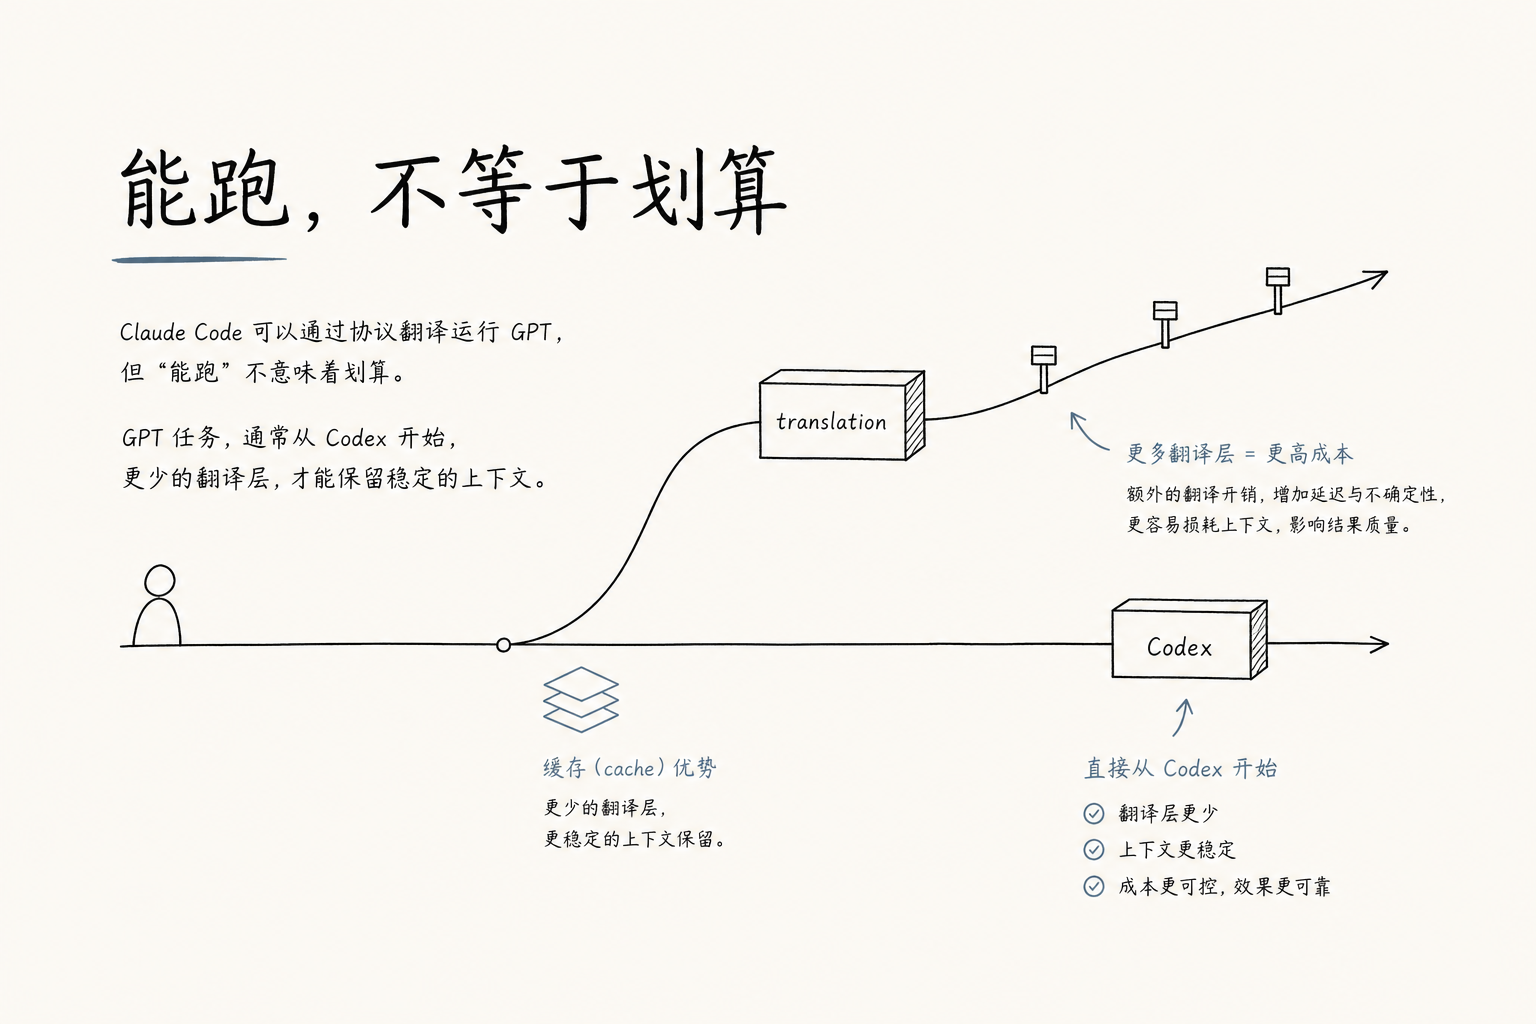 能跑，不等于划算
Claude Code 可以通过协议翻译运行 GPT，
但“能跑”不意味着划算。
GPT 任务，通常从 Codex 开始，
更少的翻译层，才能保留稳定的上下文。
translation
更多翻译层 = 更高成本
额外的翻译开销，增加延迟与不确定性，
更容易损耗上下文，影响结果质量。
Codex
缓存 (cache) 优势
更少的翻译层，
更稳定的上下文保留。
直接从 Codex 开始
翻译层更少
上下文更稳定
成本更可控，效果更可靠